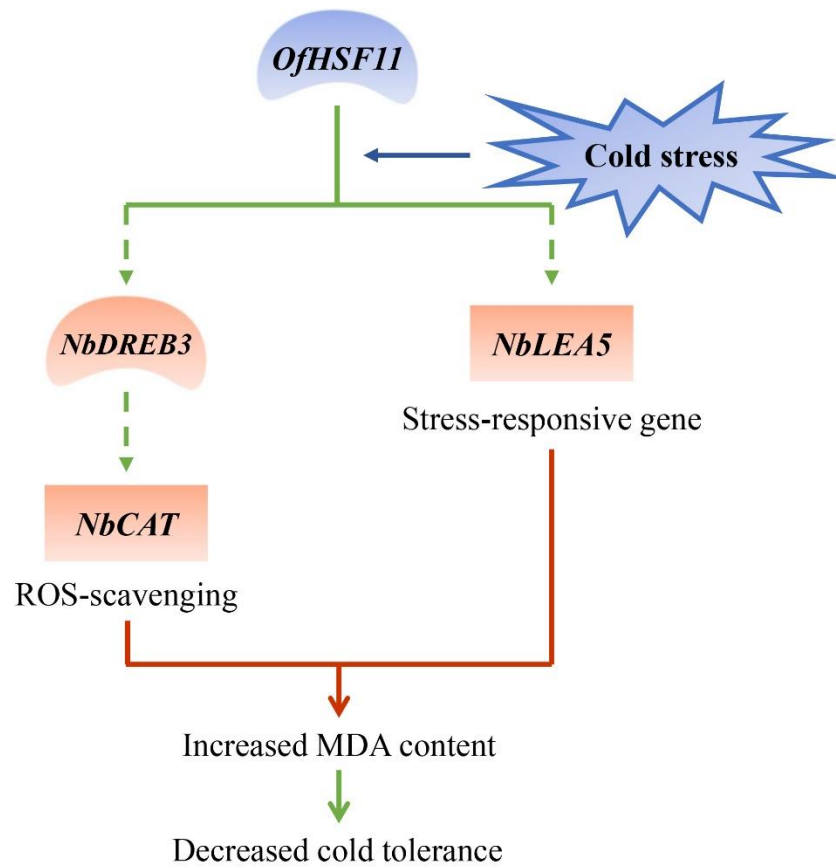 OfHSF11
Cold stress
NbDREB3
NbLEA5
Stress-responsive gene
NbCAT
ROS-scavenging
Increased MDA content
Decreased cold tolerance